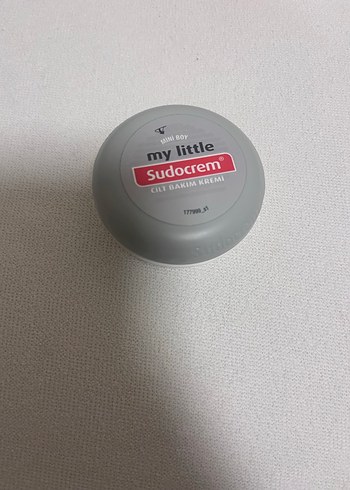 MINI BOY
my little
Sudocrem®
CİLT BAKIM KREMİ